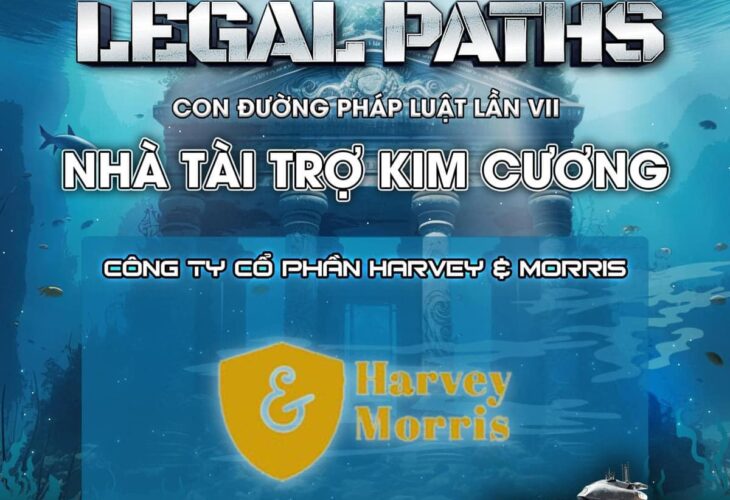 LEGAL PATHS
CON ĐƯỜNG PHÁP LUẬT LẦN VII
NHÀ TÀI TRỢ KIM CƯƠNG
CÔNG TY CỔ PHẦN HARVEY & MORRIS
& Harvey
Morris